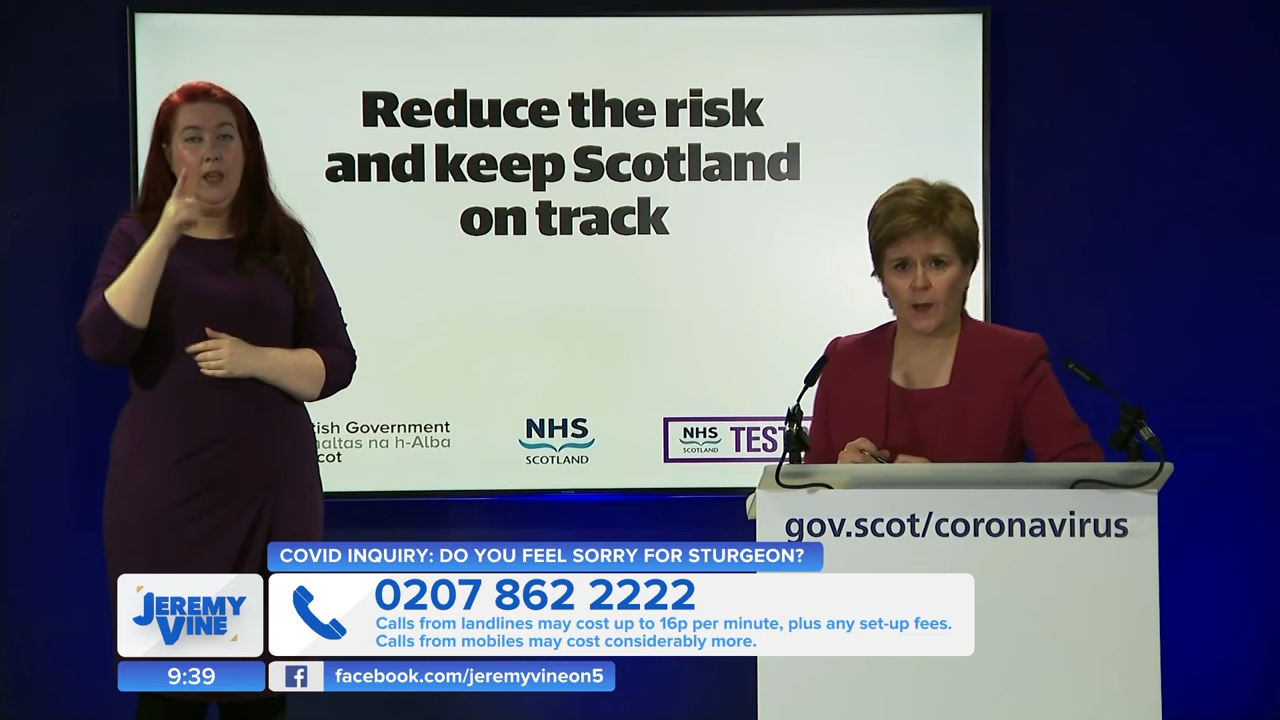 Reduce the risk
and keep Scotland
on track
tish Government
haltas na h-Alba
cot
NHS
SCOTLAND
NHS
SCOTLAND
TEST
gov.scot/coronavirus
COVID INQUIRY: DO YOU FEEL SORRY FOR STURGEON?
JEREMY
VINE
0207 862 2222
Calls from landlines may cost up to 16p per minute, plus any set-up fees.
Calls from mobiles may cost considerably more.
9:39
facebook.com/jeremyvineon5